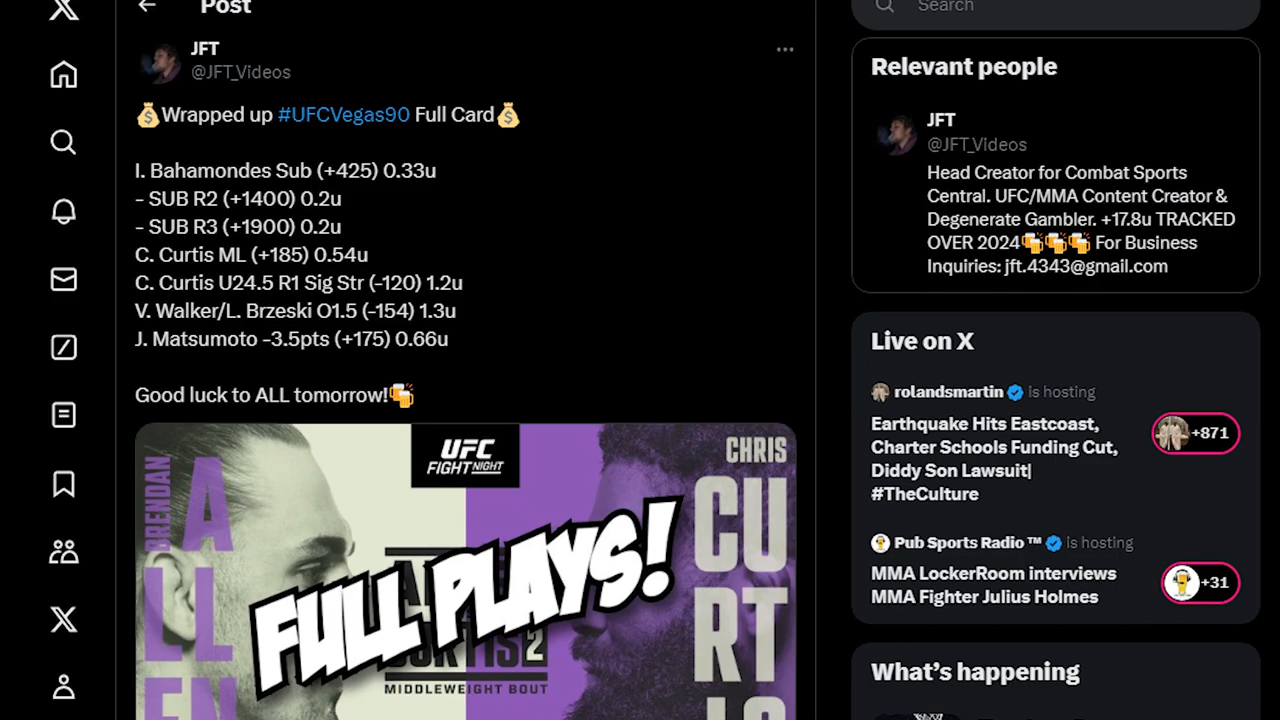 Post
Search
JFT
@JFT_Videos
💰Wrapped up #UFCVegas90 Full Card💰
I. Bahamondes Sub (+425) 0.33u
- SUB R2 (+1400) 0.2u
- SUB R3 (+1900) 0.2u
C. Curtis ML (+185) 0.54u
C. Curtis U24.5 R1 Sig Str (-120) 1.2u
V. Walker/L. Brzeski O1.5 (-154) 1.3u
J. Matsumoto -3.5pts (+175) 0.66u
Good luck to ALL tomorrow!🍻
UFC
FIGHT NIGHT
BRENDAN
ALLEN
CHRIS
CURT
FULL PLAYS!
CURTIS 2
MIDDLEWEIGHT BOUT
Relevant people
JFT
@JFT_Videos
Head Creator for Combat Sports
Central. UFC/MMA Content Creator &
Degenerate Gambler. +17.8u TRACKED
OVER 2024🍻🍻🍻 For Business
Inquiries: jft.4343@gmail.com
Live on X
rolandsmartin is hosting
Earthquake Hits Eastcoast,
Charter Schools Funding Cut,
Diddy Son Lawsuit|
#TheCulture
+871
Pub Sports Radio ™ is hosting
MMA LockerRoom interviews
MMA Fighter Julius Holmes
+31
What's happening